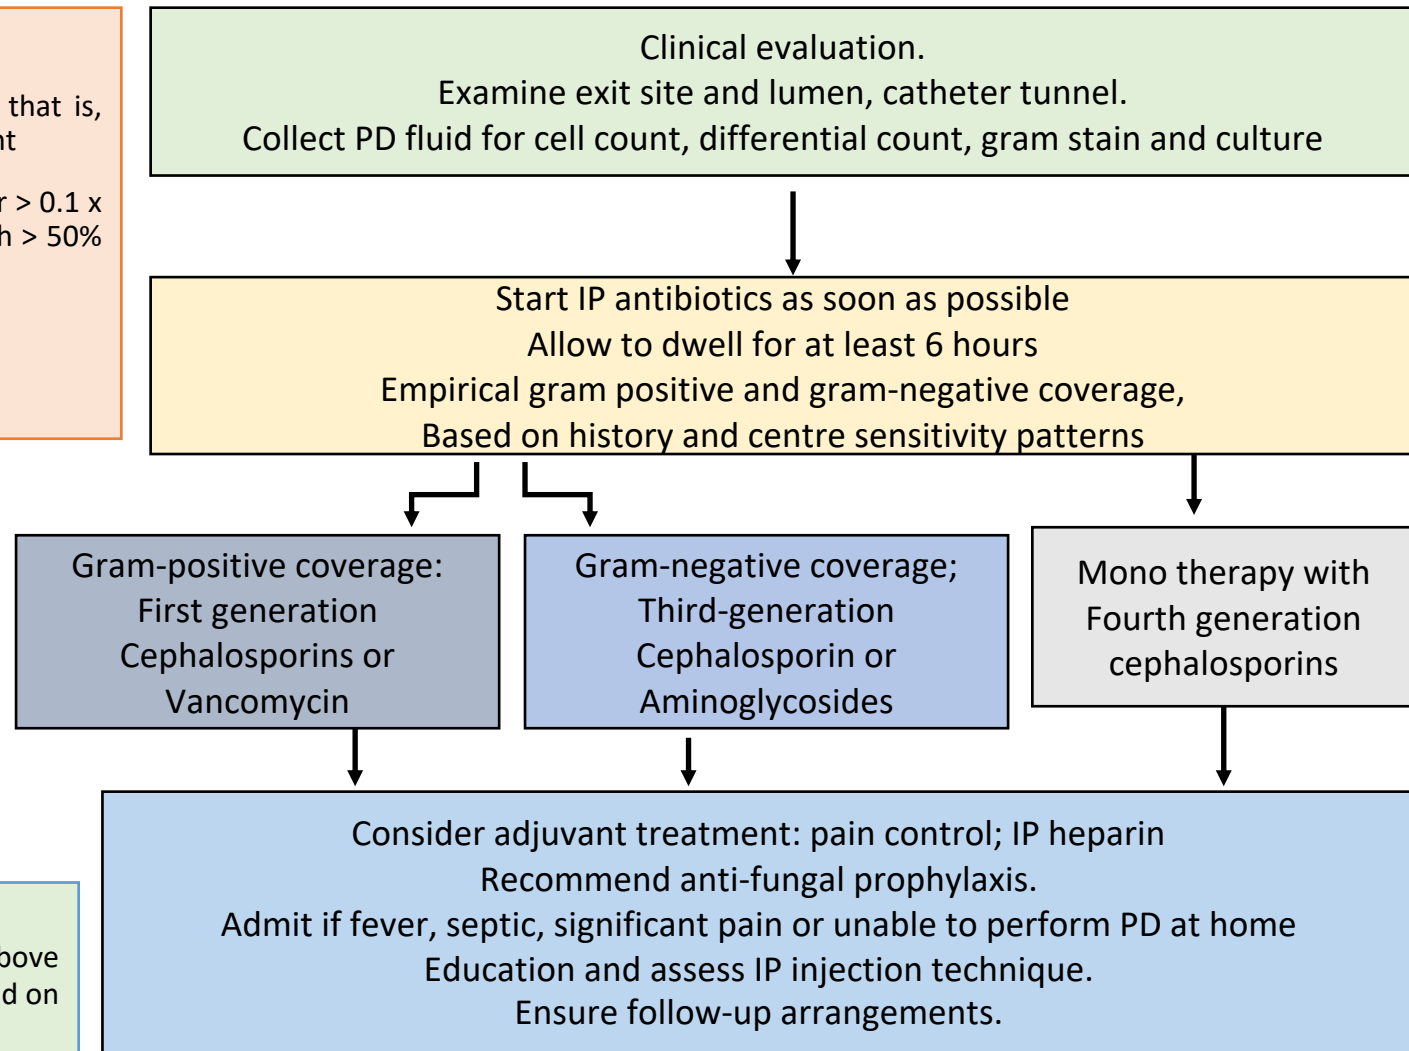 that is,
> 0.1 x
> 50%
Clinical evaluation.
Examine exit site and lumen, catheter tunnel.
Collect PD fluid for cell count, differential count, gram stain and culture
Start IP antibiotics as soon as possible
Allow to dwell for at least 6 hours
Empirical gram positive and gram-negative coverage,
Based on history and centre sensitivity patterns
Gram-positive coverage:
First generation
Cephalosporins or
Vancomycin
Gram-negative coverage;
Third-generation
Cephalosporin or
Aminoglycosides
Mono therapy with
Fourth generation
cephalosporins
Consider adjuvant treatment: pain control; IP heparin
Recommend anti-fungal prophylaxis.
Admit if fever, septic, significant pain or unable to perform PD at home
Education and assess IP injection technique.
Ensure follow-up arrangements.
on